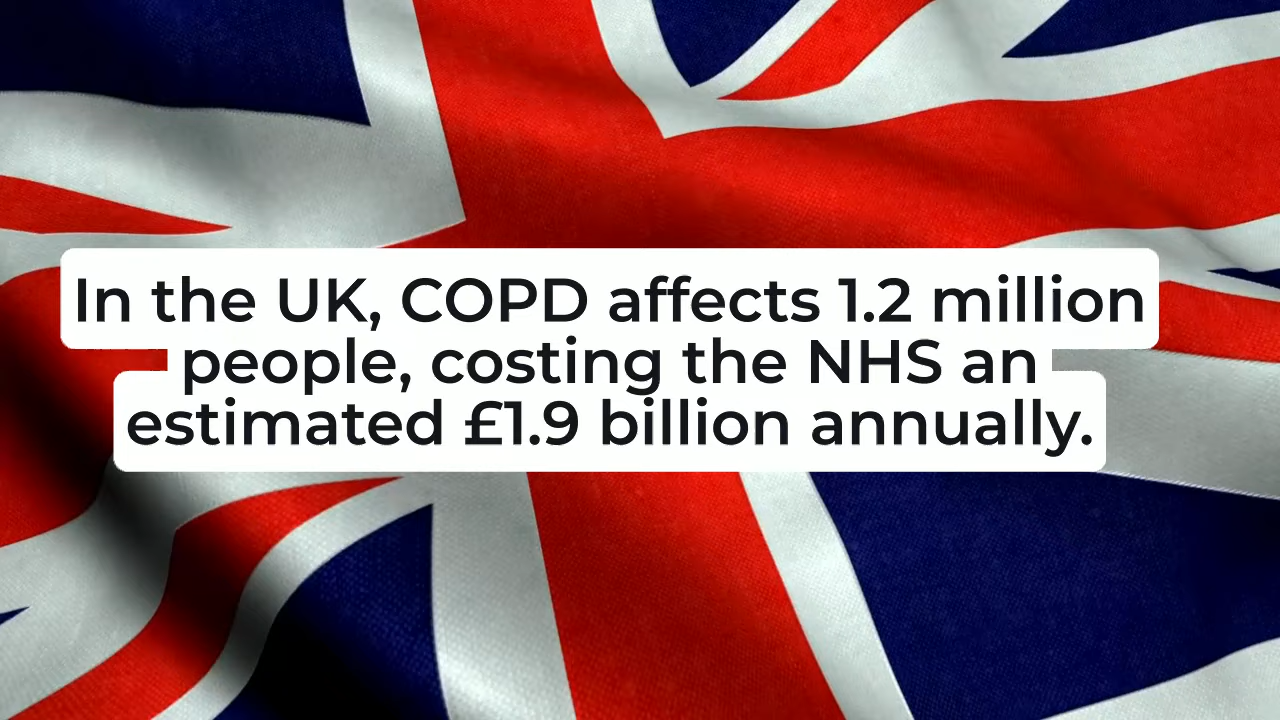 In the UK, COPD affects 1.2 million
people, costing the NHS an
estimated £1.9 billion annually.